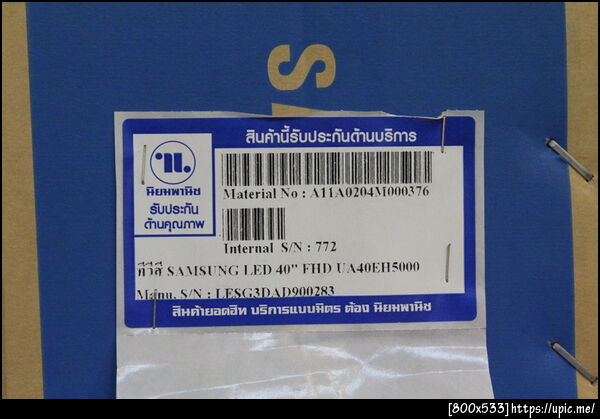 SI
สินค้านี้รับประกันด้านบริการ
น.
นิยมพานิช
รับประกัน
ด้านคุณภาพ
Material No : A11A0204M000376
Internal S/N : 772
ทีวีสี SAMSUNG LED 40" FHD UA40EH5000
Manu. S/N : LESG3DAD900283
สินค้ายอดฮิต บริการแบบมิตร ต้อง นิยมพานิช
[800x533]https://upic.me/